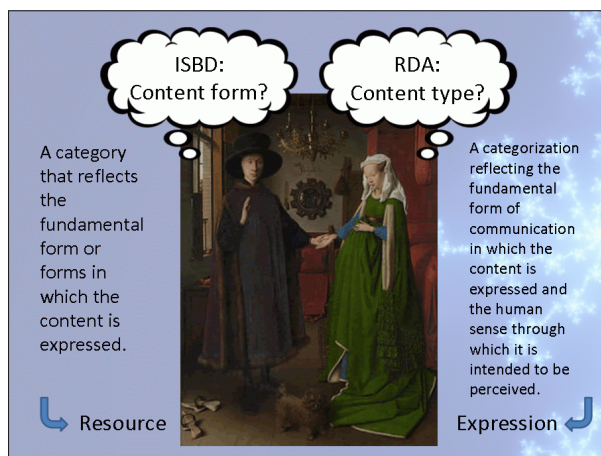 ISBD:
Content form?
RDA:
Content type?
A category
that reflects
the
fundamental
form or
forms in
which the
content is
expressed.
A categorization
reflecting the
fundamental
form of
communication
in which the
content is
expressed and
the human
sense through
which it is
intended to be
perceived.
Resource
Expression